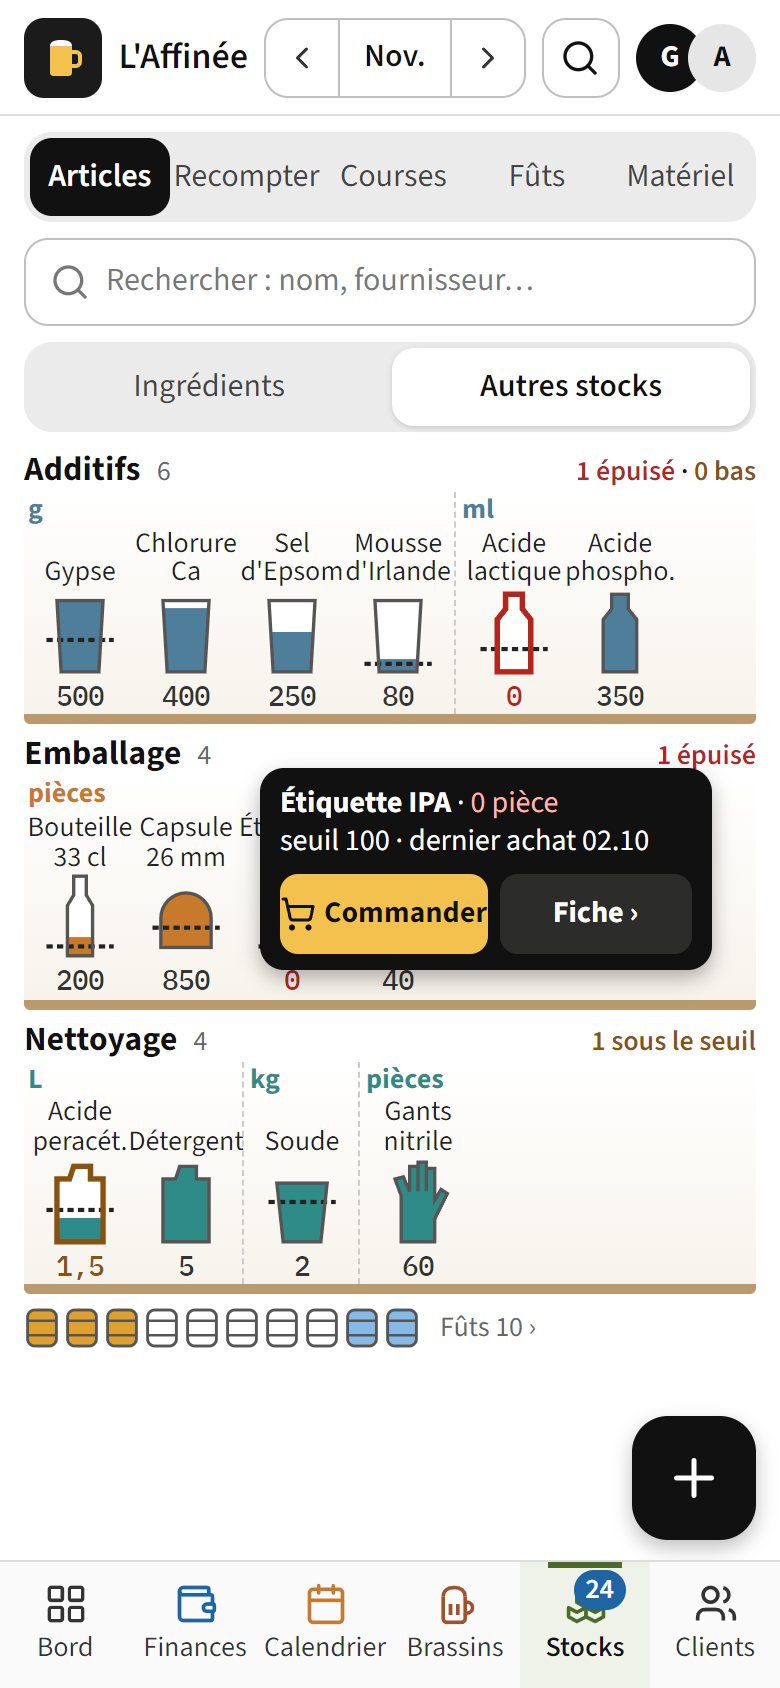 L'Affinée
Nov.
G
A
Articles Recompter Courses Fûts Matériel
Rechercher : nom, fournisseur…
Ingrédients Autres stocks
Additifs 6 1 épuisé · 0 bas
g ml
Gypse
Chlorure Ca
Sel d'Epsom
Mousse d'Irlande
Acide lactique
Acide phospho.
500 400 250 80 0 350
Emballage 4 1 épuisé
pièces
Bouteille 33 cl
Capsule 26 mm
Ét
Étiquette IPA · 0 pièce
seuil 100 · dernier achat 02.10
Commander Fiche ›
200 850 0 40
Nettoyage 4 1 sous le seuil
L kg pièces
Acide peracét.
Détergent
Soude
Gants nitrile
1,5 5 2 60
Fûts 10 ›
24
Bord Finances Calendrier Brassins Stocks Clients